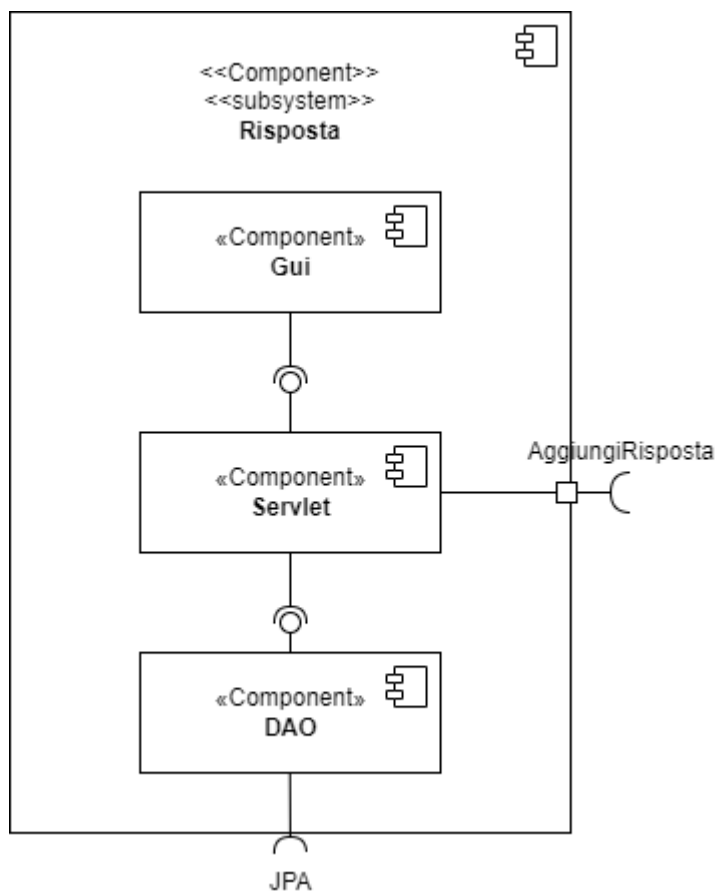 <<Component>>
<<subsystem>>
Risposta
«Component»
Gui
«Component»
Servlet
AggiungiRisposta
«Component»
DAO
JPA